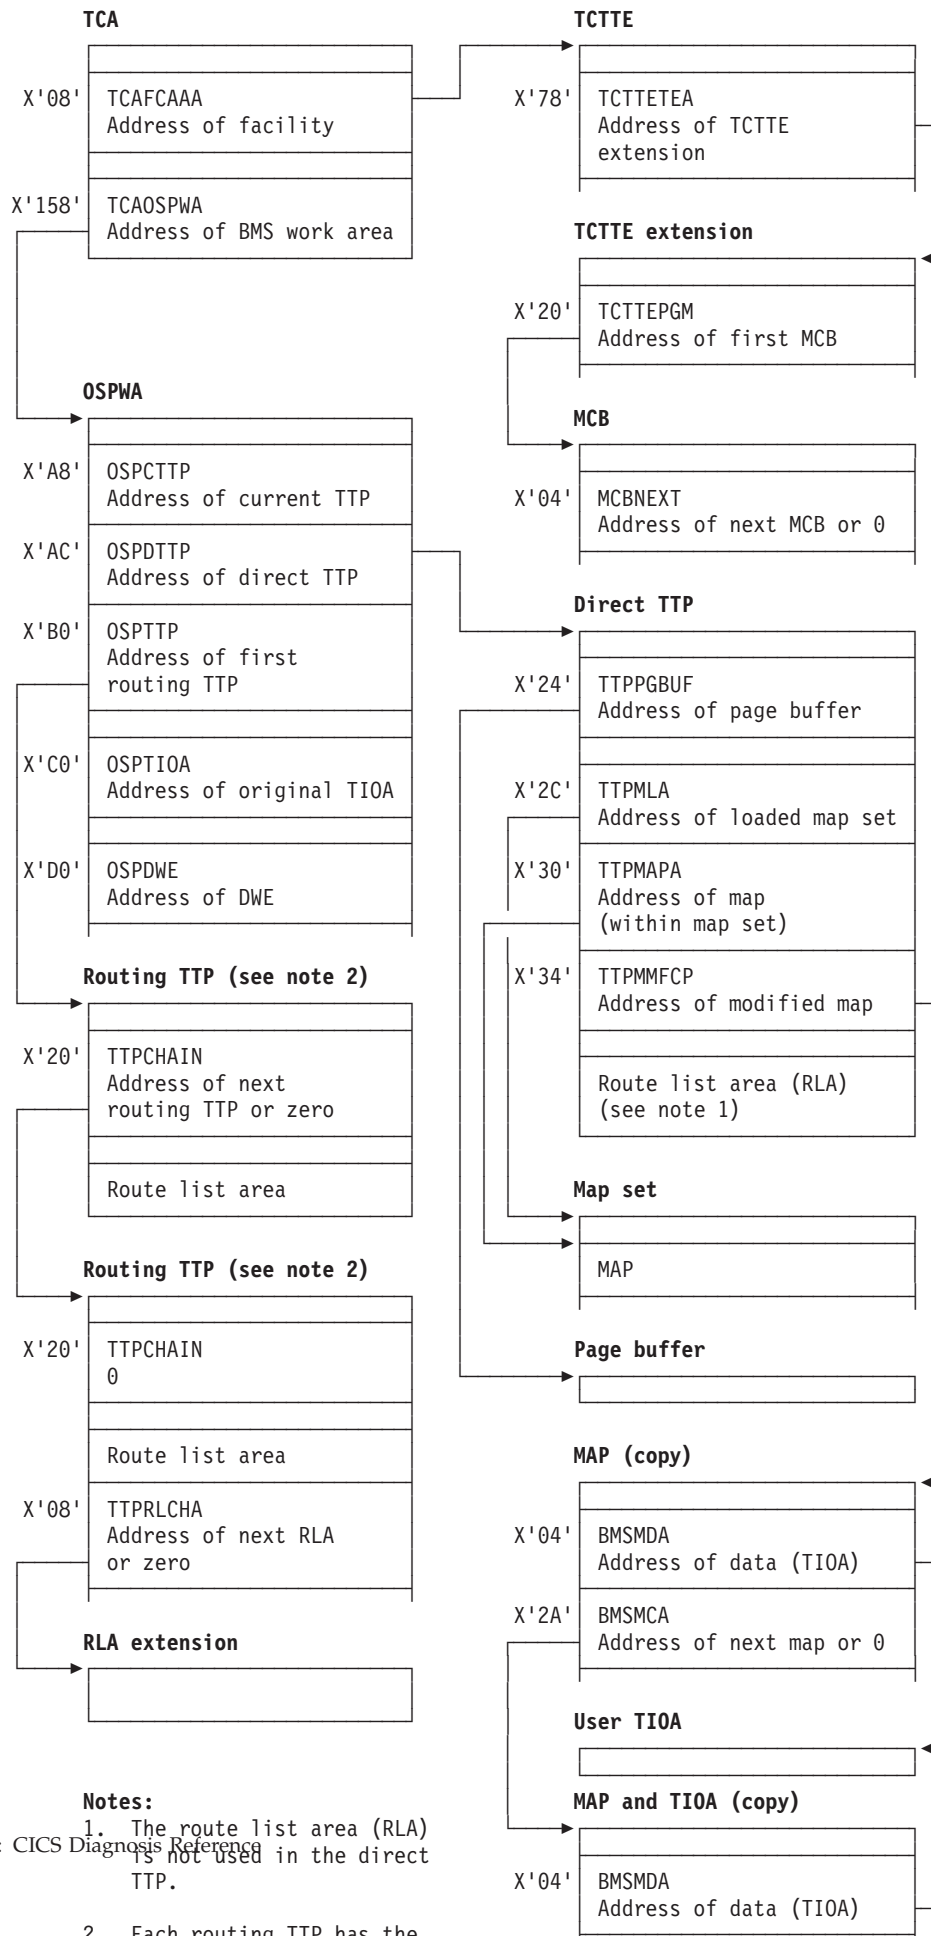 TCA
X'08' TCAFCAAA
Address of facility
X'158' TCAOSPWA
Address of BMS work area
OSPWA
X'A8' OSPCTTP
Address of current TTP
X'AC' OSPDTTP
Address of direct TTP
X'B0' OSPTTP
Address of first
routing TTP
X'C0' OSPTIOA
Address of original TIOA
X'D0' OSPDWE
Address of DWE
Routing TTP (see note 2)
X'20' TTPCHAIN
Address of next
routing TTP or zero
Route list area
Routing TTP (see note 2)
X'20' TTPCHAIN
0
Route list area
X'08' TTPRLCHA
Address of next RLA
or zero
RLA extension
Notes:
1. The route list area (RLA)
is not used in the direct
TTP.
2. Each routing TTP has the
: CICS Diagnosis Reference
TCTTE
X'78' TCTTETEA
Address of TCTTE
extension
TCTTE extension
X'20' TCTTEPGM
Address of first MCB
MCB
X'04' MCBNEXT
Address of next MCB or 0
Direct TTP
X'24' TTPPGBUF
Address of page buffer
X'2C' TTPMLA
Address of loaded map set
X'30' TTPMAPA
Address of map
(within map set)
X'34' TTPMMFCP
Address of modified map
Route list area (RLA)
(see note 1)
Map set
MAP
Page buffer
MAP (copy)
X'04' BMSMDA
Address of data (TIOA)
X'2A' BMSMCA
Address of next map or 0
User TIOA
MAP and TIOA (copy)
X'04' BMSMDA
Address of data (TIOA)